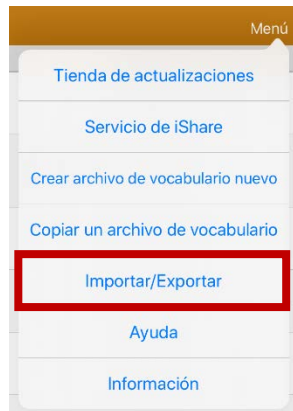 Menú
Tienda de actualizaciones
Servicio de iShare
Crear archivo de vocabulario nuevo
Copiar un archivo de vocabulario
Importar/Exportar
Ayuda
Información